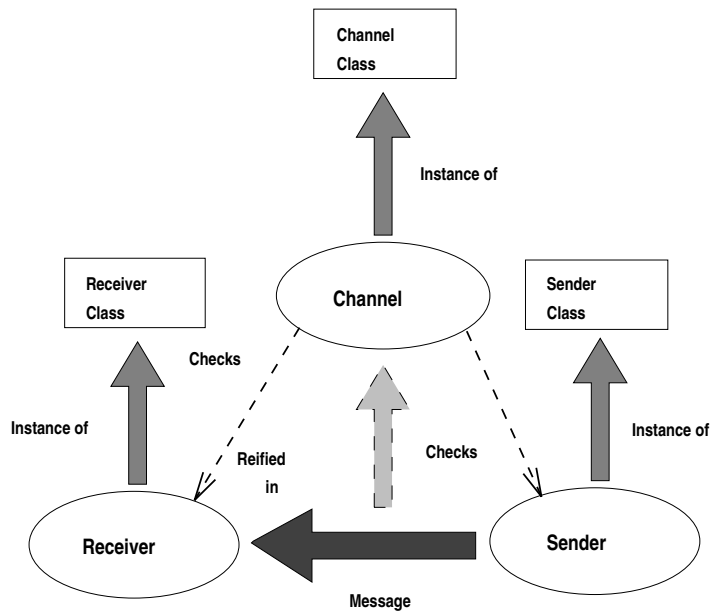 Channel
Class
Instance of
Receiver
Class
Channel
Sender
Class
Checks
Instance of
Instance of
Reified
in
Checks
Receiver
Sender
Message